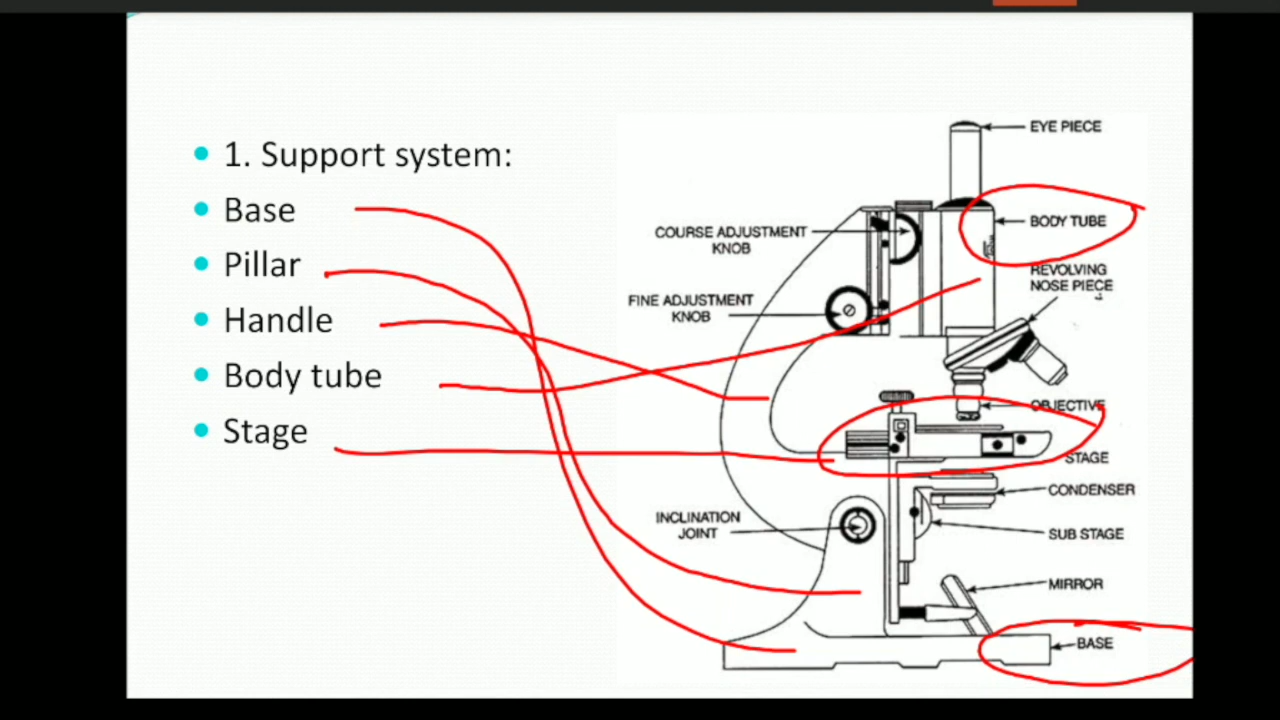 1. Support system:
Base
Pillar
Handle
Body tube
Stage
EYE PIECE
BODY TUBE
COURSE ADJUSTMENT
KNOB
REVOLVING
NOSE PIECE
FINE ADJUSTMENT
KNOB
OBJECTIVE
STAGE
CONDENSER
INCLINATION
JOINT
SUB STAGE
MIRROR
BASE